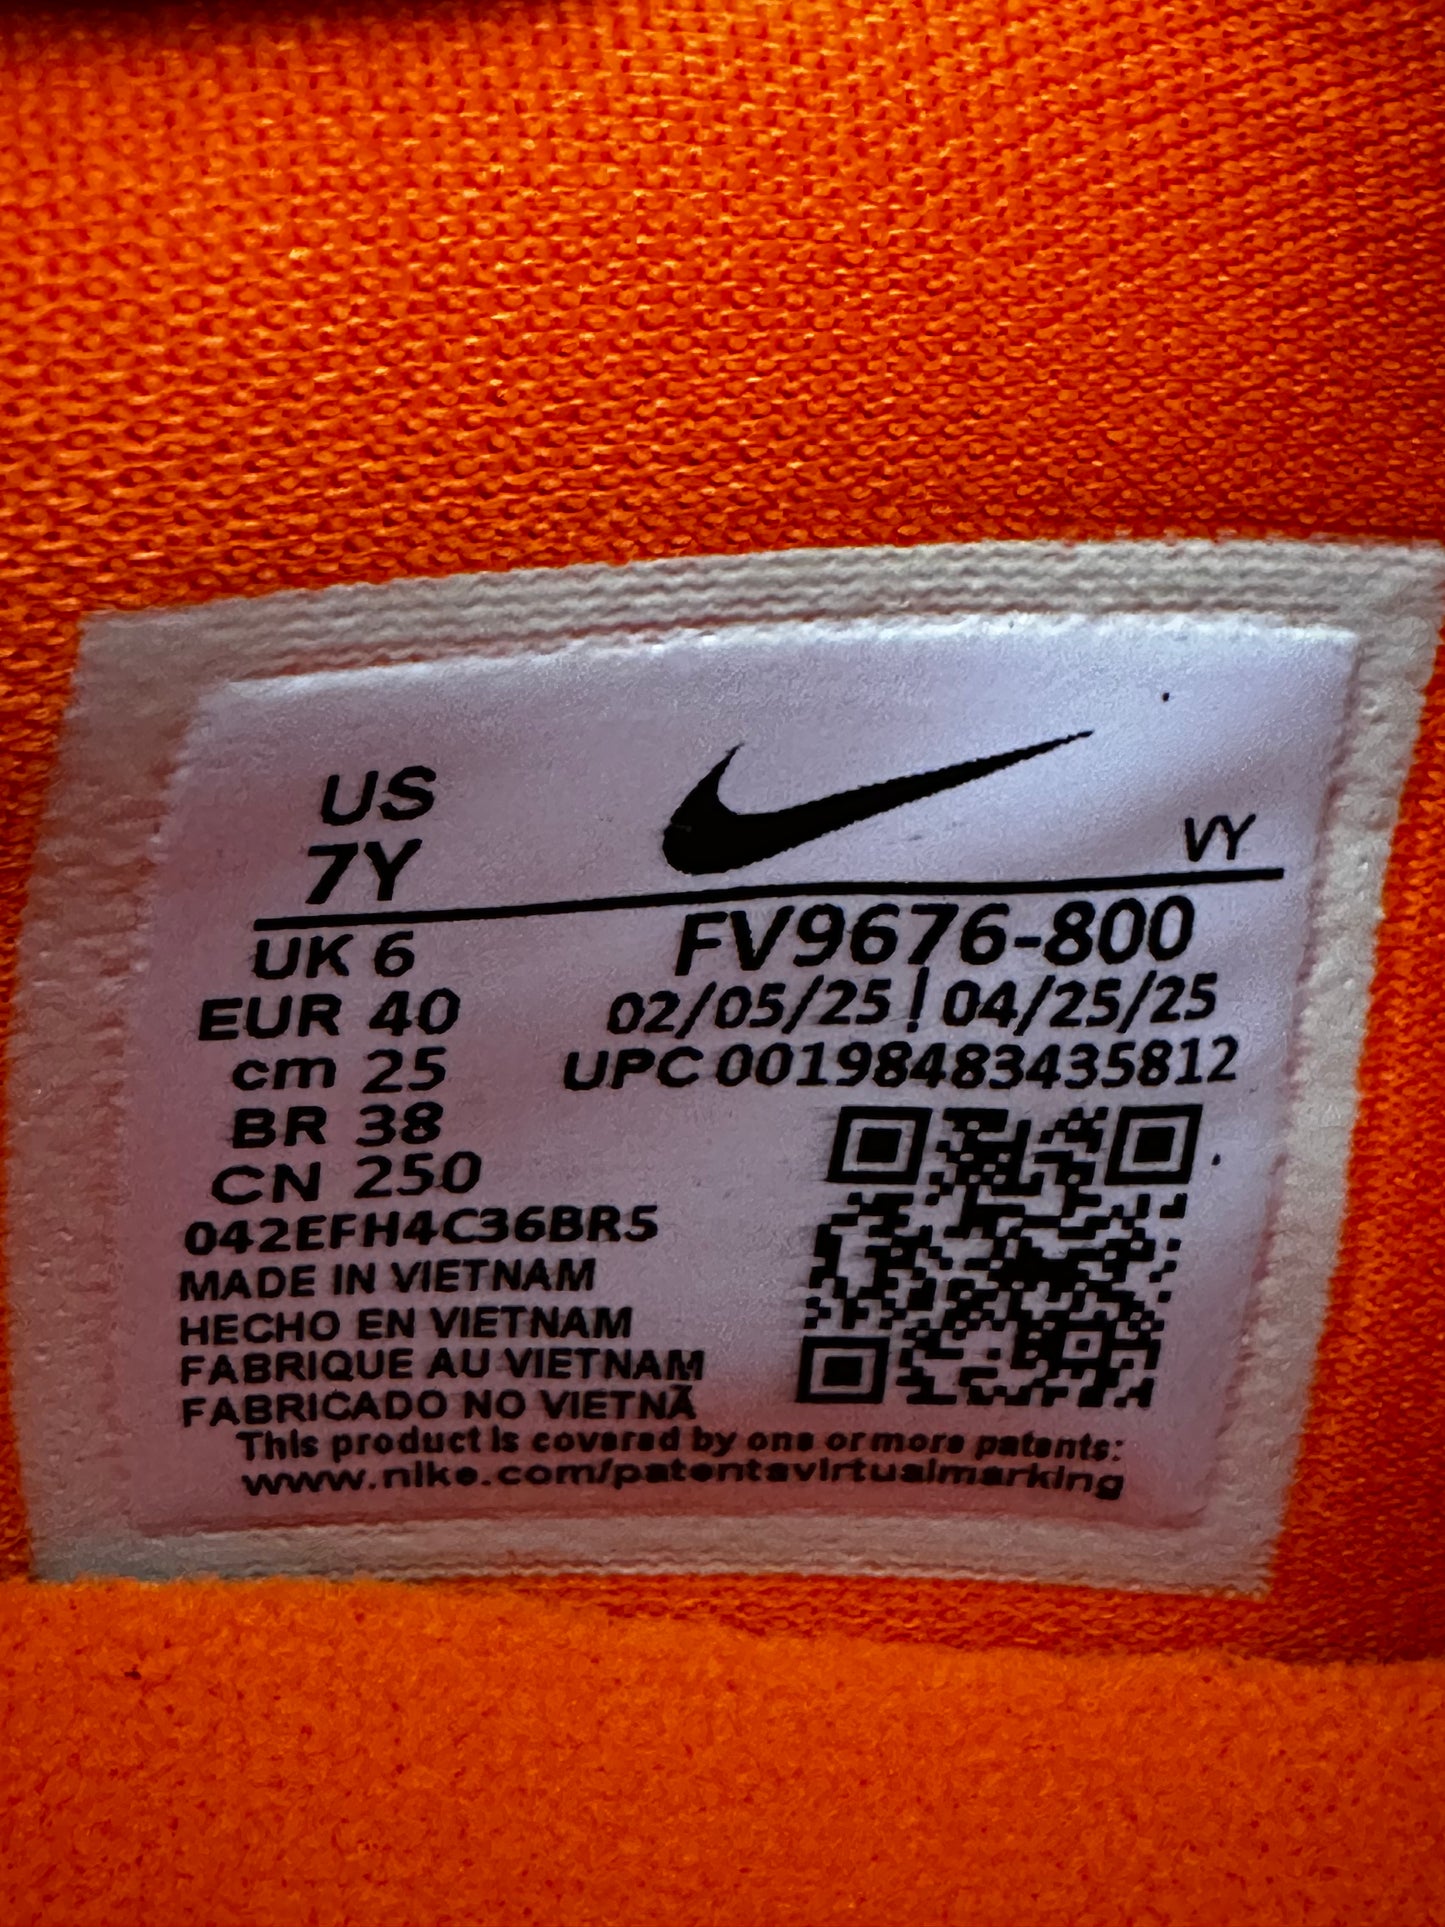 US
7Y
VY
UK 6
FV9676-800
EUR 40
02/05/25 | 04/25/25
cm 25
UPC 00198483435812
BR 38
CN 250
042EFH4C36BR5
MADE IN VIETNAM
HECHO EN VIETNAM
FABRIQUE AU VIETNAM
FABRICADO NO VIETNÃ
This product is covered by one or more patents:
www.nike.com/patentsvirtualmarking